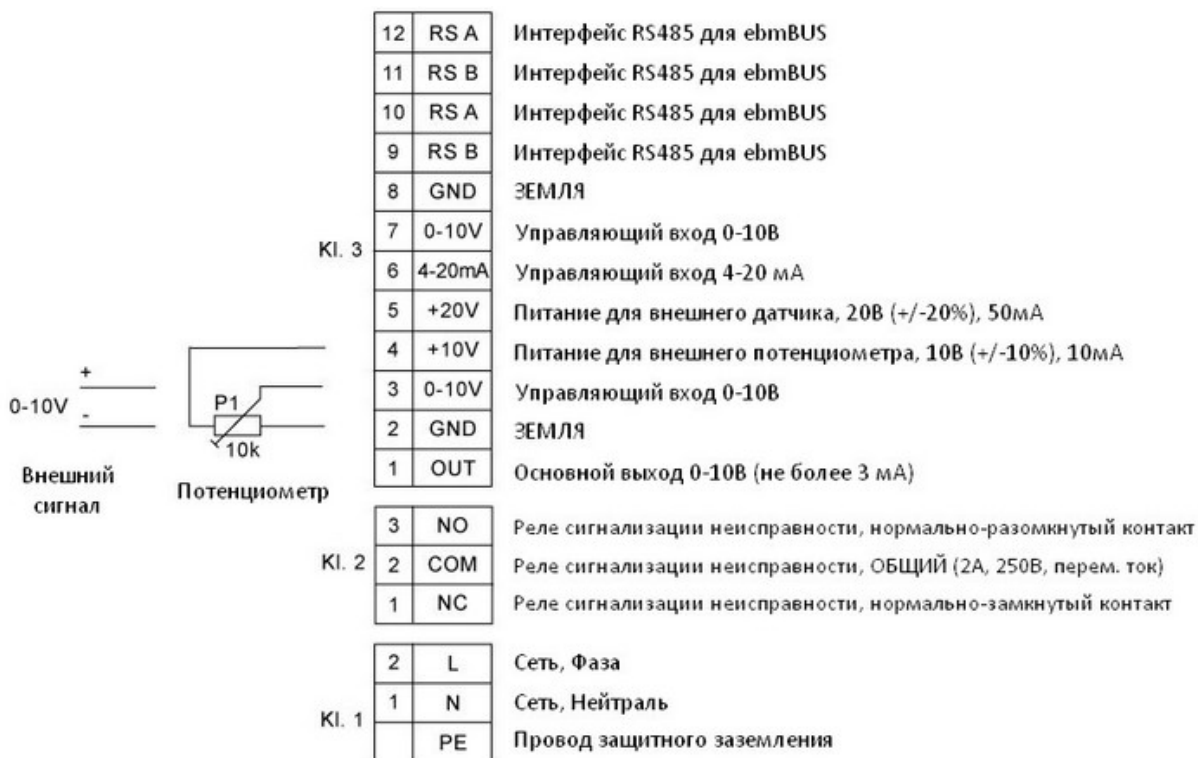 12 RS A Интерфейс RS485 для ebmBUS
11 RS B Интерфейс RS485 для ebmBUS
10 RS A Интерфейс RS485 для ebmBUS
9 RS B Интерфейс RS485 для ebmBUS
8 GND ЗЕМЛЯ
7 0-10V Управляющий вход 0-10В
Kl. 3
6 4-20mA Управляющий вход 4-20 мА
5 +20V Питание для внешнего датчика, 20В (+/-20%), 50мА
4 +10V Питание для внешнего потенциометра, 10В (+/-10%), 10мА
3 0-10V Управляющий вход 0-10В
2 GND ЗЕМЛЯ
1 OUT Основной выход 0-10В (не более 3 мА)
+
0-10V
-
Внешний
сигнал
P1
10k
Потенциометр
3 NO Реле сигнализации неисправности, нормально-разомкнутый контакт
Kl. 2 2 COM Реле сигнализации неисправности, ОБЩИЙ (2А, 250В, перем. ток)
1 NC Реле сигнализации неисправности, нормально-замкнутый контакт
2 L Сеть, Фаза
1 N Сеть, Нейтраль
Kl. 1
PE Провод защитного заземления